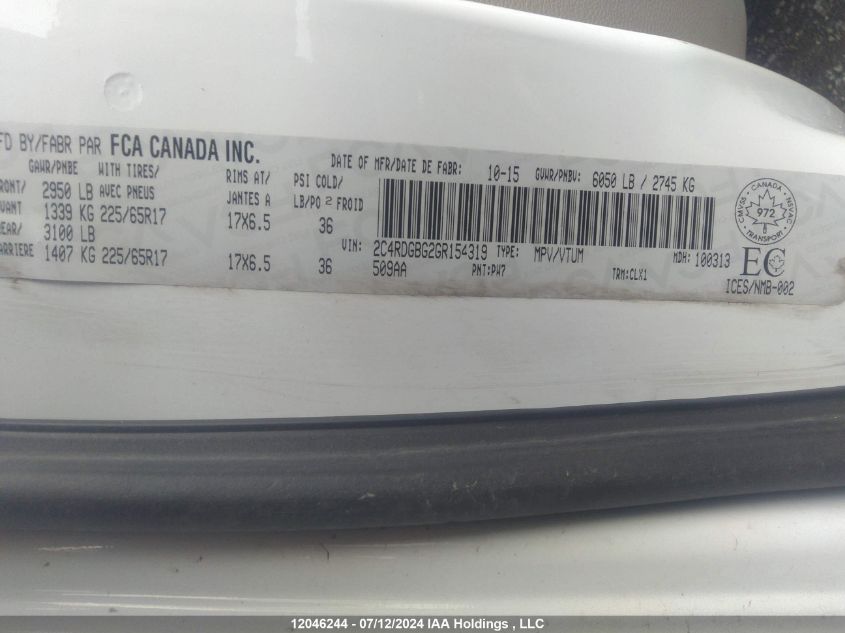 FD BY/FABR PAR FCA CANADA INC. DATE OF MFR/DATE DE FABR: 10-15 GVWR/PNBV: 6050 LB / 2745 KG
GAWR/PNBE WITH TIRES/ RIMS AT/ PSI COLD/
RONT/ 2950 LB AVEC PNEUS JANTES A LB/PO 2 FROID
VANT 1339 KG 225/65R17 17X6.5 36
EAR/ 3100 LB VIN: 2C4RDGBG2GR154319 TYPE: MPV/VTUM MDH: 100313
ARRIERE 1407 KG 225/65R17 17X6.5 36 509AA PNT:PW7 TRM:CLX1
CANADA
CMVSS 972 NSVAC
TRANSPORT
EC
ICES/NMB-002
12046244 - 07/12/2024 IAA Holdings , LLC